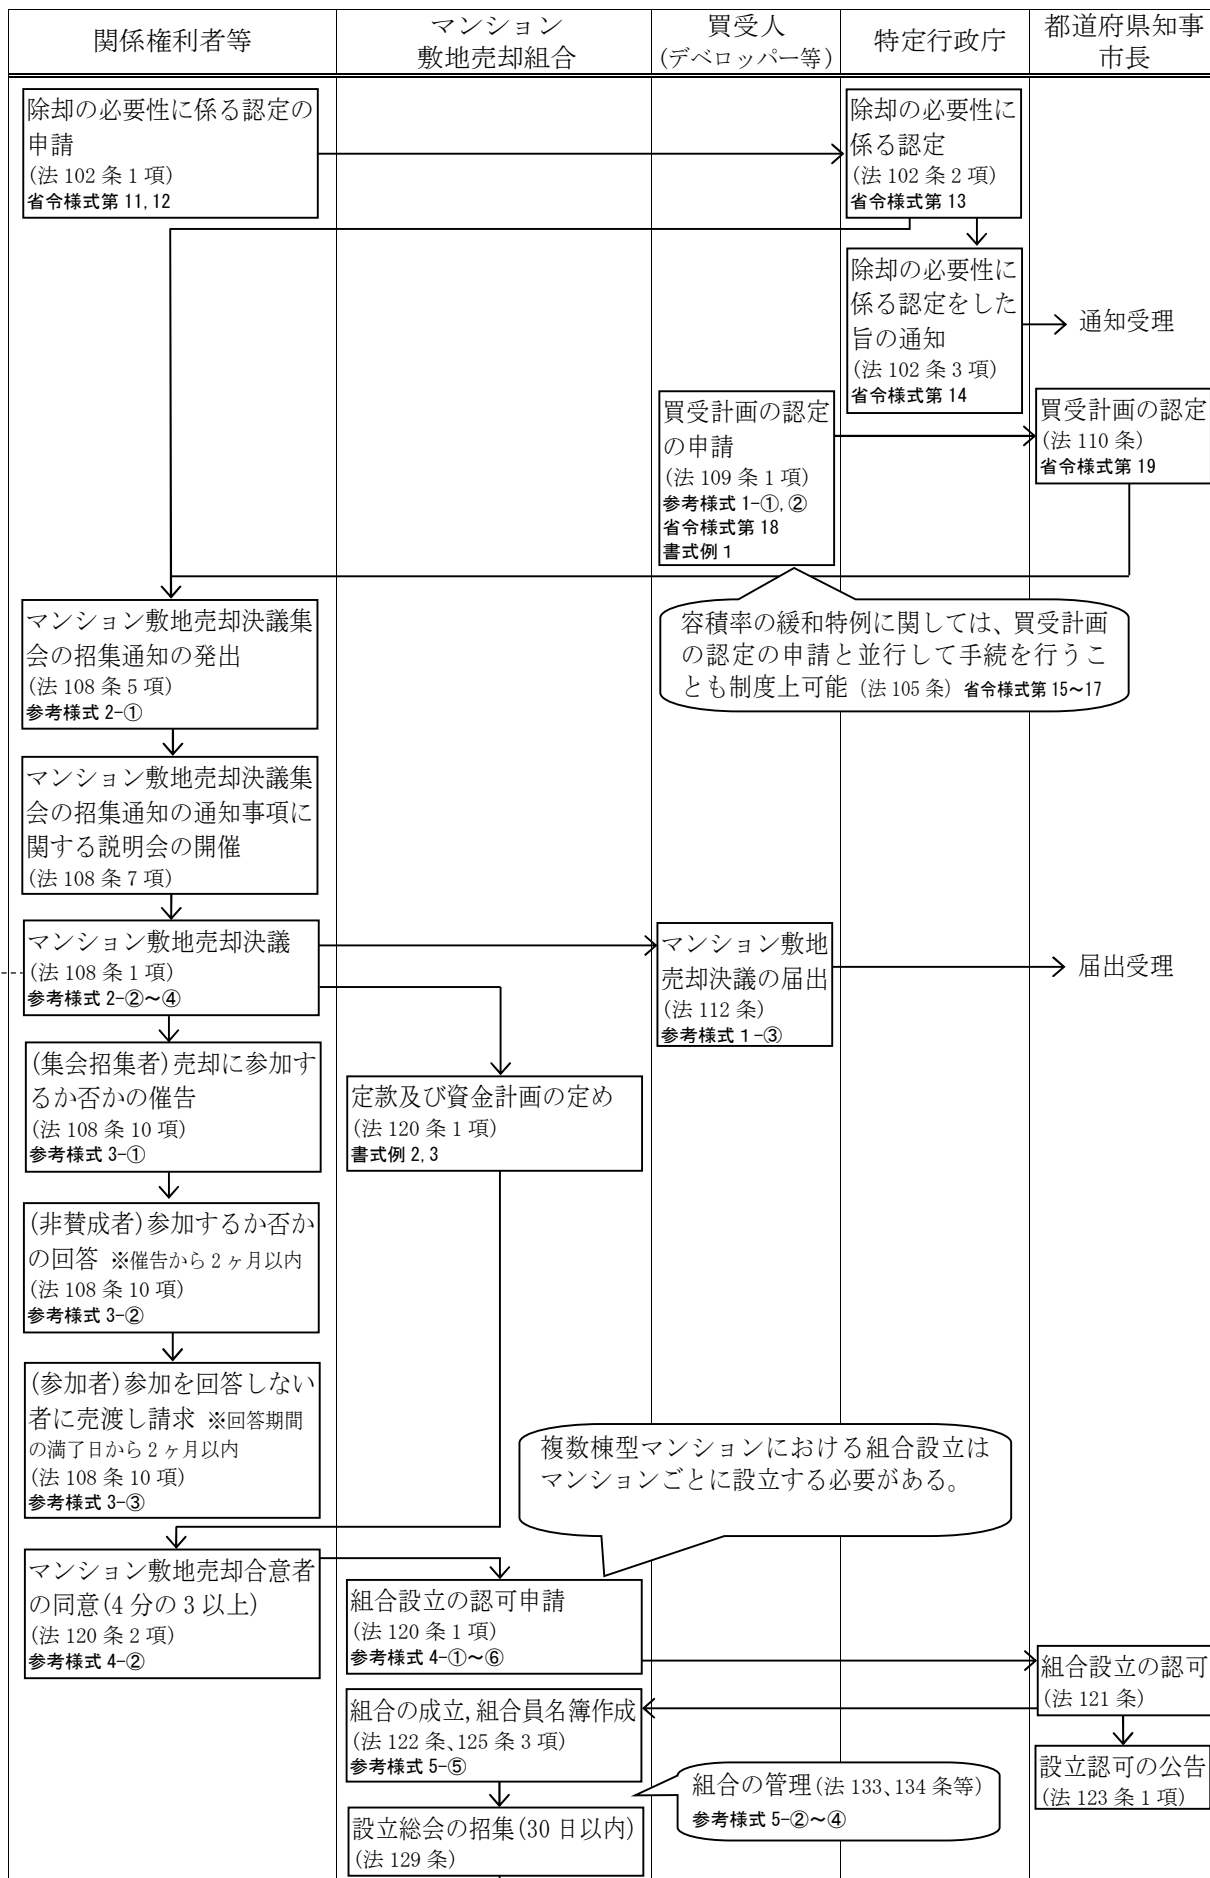 関係権利者等
マンション
敷地売却組合
買受人
(デベロッパー等)
特定行政庁
都道府県知事
市長
除却の必要性に係る認定の
申請
(法 102 条 1 項)
省令様式第 11, 12
除却の必要性に
係る認定
(法 102 条 2 項)
省令様式第 13
除却の必要性に
係る認定をした
旨の通知
(法 102 条 3 項)
省令様式第 14
通知受理
買受計画の認定
の申請
(法 109 条 1 項)
参考様式 1-①, ②
省令様式第 18
書式例 1
買受計画の認定
(法 110 条)
省令様式第 19
容積率の緩和特例に関しては、買受計画
の認定の申請と並行して手続を行うこ
とも制度上可能 (法 105 条) 省令様式第 15～17
マンション敷地売却決議集
会の招集通知の発出
(法 108 条 5 項)
参考様式 2-①
マンション敷地売却決議集
会の招集通知の通知事項に
関する説明会の開催
(法 108 条 7 項)
マンション敷地売却決議
(法 108 条 1 項)
参考様式 2-②～④
マンション敷地
売却決議の届出
(法 112 条)
参考様式 1-③
届出受理
(集会招集者)売却に参加す
るか否かの催告
(法 108 条 10 項)
参考様式 3-①
定款及び資金計画の定め
(法 120 条 1 項)
書式例 2, 3
(非賛成者)参加するか否か
の回答 ※催告から 2 ヶ月以内
(法 108 条 10 項)
参考様式 3-②
(参加者)参加を回答しない
者に売渡し請求 ※回答期間
の満了日から 2 ヶ月以内
(法 108 条 10 項)
参考様式 3-③
複数棟型マンションにおける組合設立は
マンションごとに設立する必要がある。
マンション敷地売却合意者
の同意(4 分の 3 以上)
(法 120 条 2 項)
参考様式 4-②
組合設立の認可申請
(法 120 条 1 項)
参考様式 4-①～⑥
組合設立の認可
(法 121 条)
組合の成立, 組合員名簿作成
(法 122 条、125 条 3 項)
参考様式 5-⑤
設立認可の公告
(法 123 条 1 項)
組合の管理(法 133、134 条等)
参考様式 5-②～④
設立総会の招集(30 日以内)
(法 129 条)